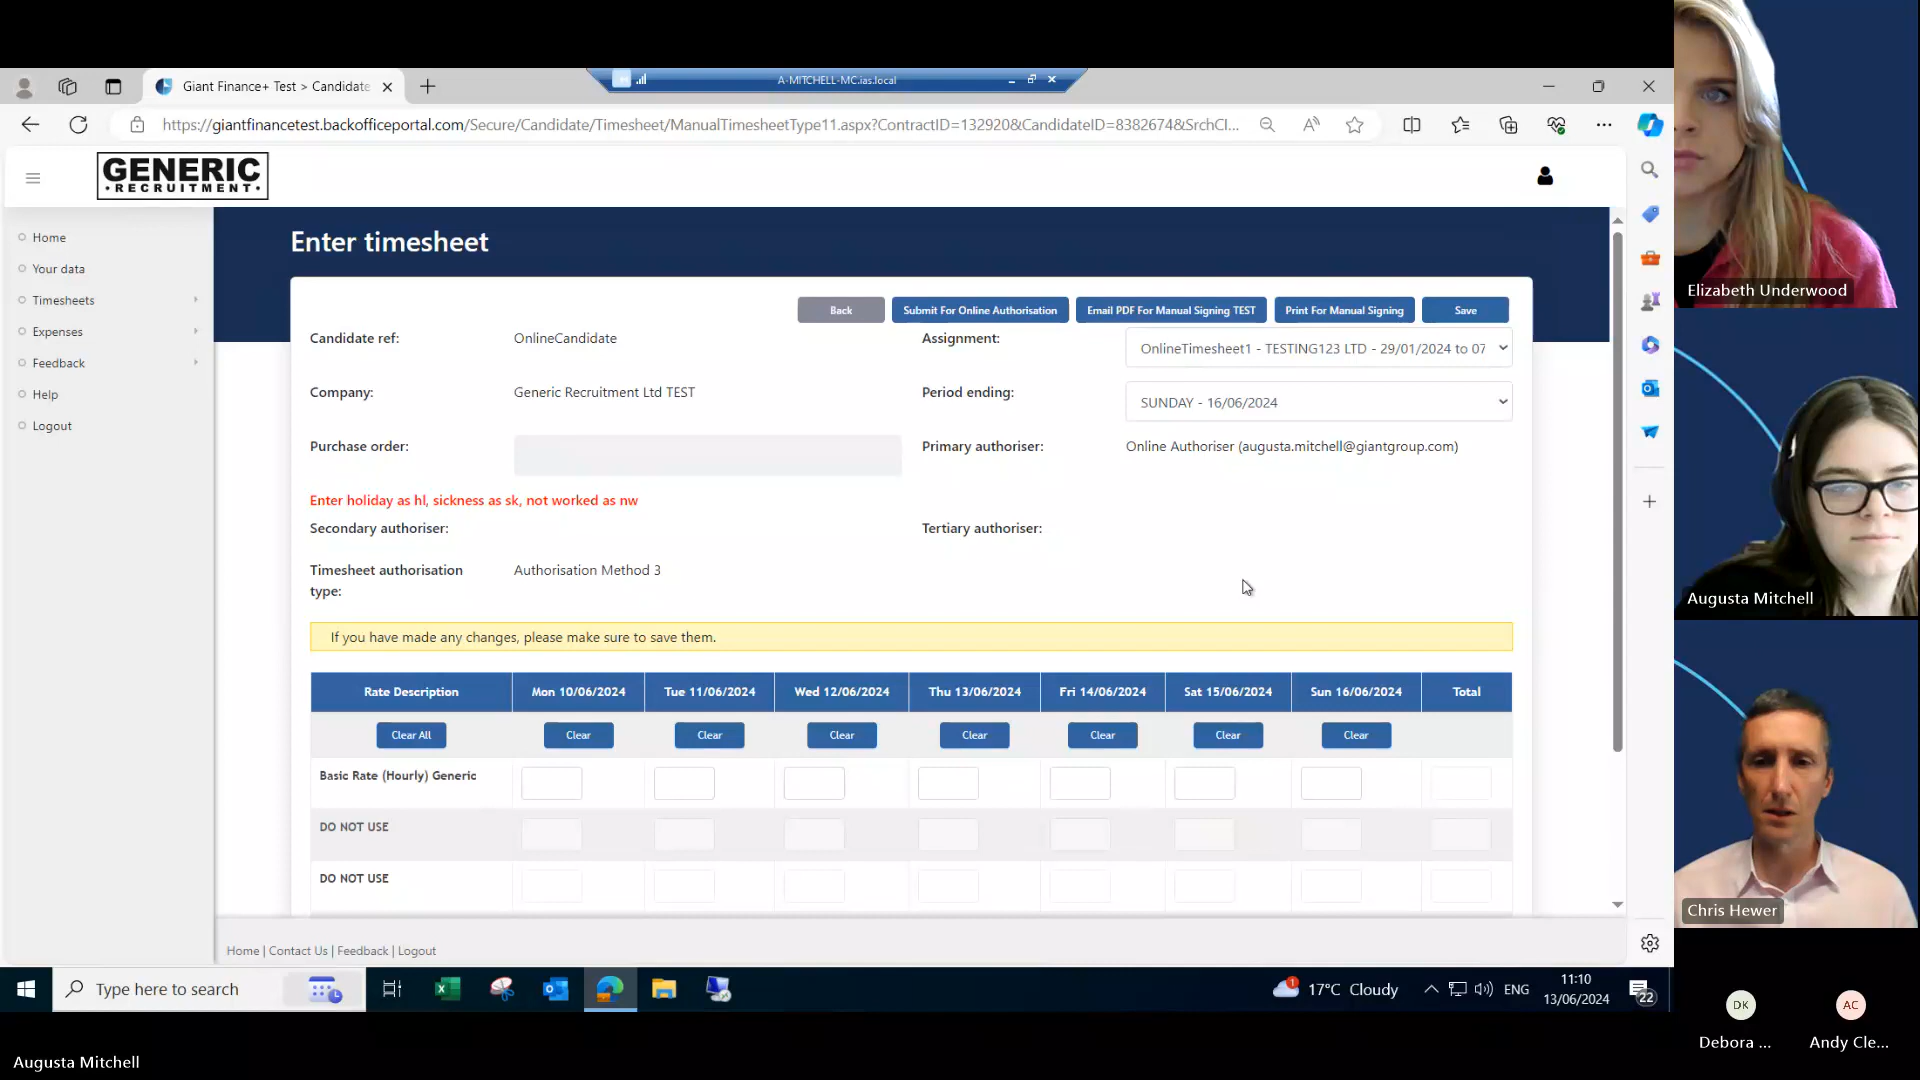 Giant Finance+ Test > Candidate
A-MITCHELL-MC.ias.local
https://giantfinancetest.backofficeportal.com/Secure/Candidate/Timesheet/ManualTimesheetType11.aspx?ContractID=132920&CandidateID=8382674&SrchCl...
GENERIC
•RECRUITMENT•
Home
Your data
Timesheets
Expenses
Feedback
Help
Logout
Enter timesheet
Back
Submit For Online Authorisation
Email PDF For Manual Signing TEST
Print For Manual Signing
Save
Candidate ref: OnlineCandidate
Assignment: OnlineTimesheet1 - TESTING123 LTD - 29/01/2024 to 07
Company: Generic Recruitment Ltd TEST
Period ending: SUNDAY - 16/06/2024
Purchase order:
Primary authoriser: Online Authoriser (augusta.mitchell@giantgroup.com)
Enter holiday as hl, sickness as sk, not worked as nw
Secondary authoriser:
Tertiary authoriser:
Timesheet authorisation
type:
Authorisation Method 3
If you have made any changes, please make sure to save them.
Rate Description Mon 10/06/2024 Tue 11/06/2024 Wed 12/06/2024 Thu 13/06/2024 Fri 14/06/2024 Sat 15/06/2024 Sun 16/06/2024 Total
Clear All Clear Clear Clear Clear Clear Clear Clear
Basic Rate (Hourly) Generic
DO NOT USE
DO NOT USE
Home | Contact Us | Feedback | Logout
Type here to search
1
17°C Cloudy
ENG
11:10
13/06/2024
22
Augusta Mitchell
Elizabeth Underwood
Augusta Mitchell
Chris Hewer
DK
Debora ...
AC
Andy Cle...